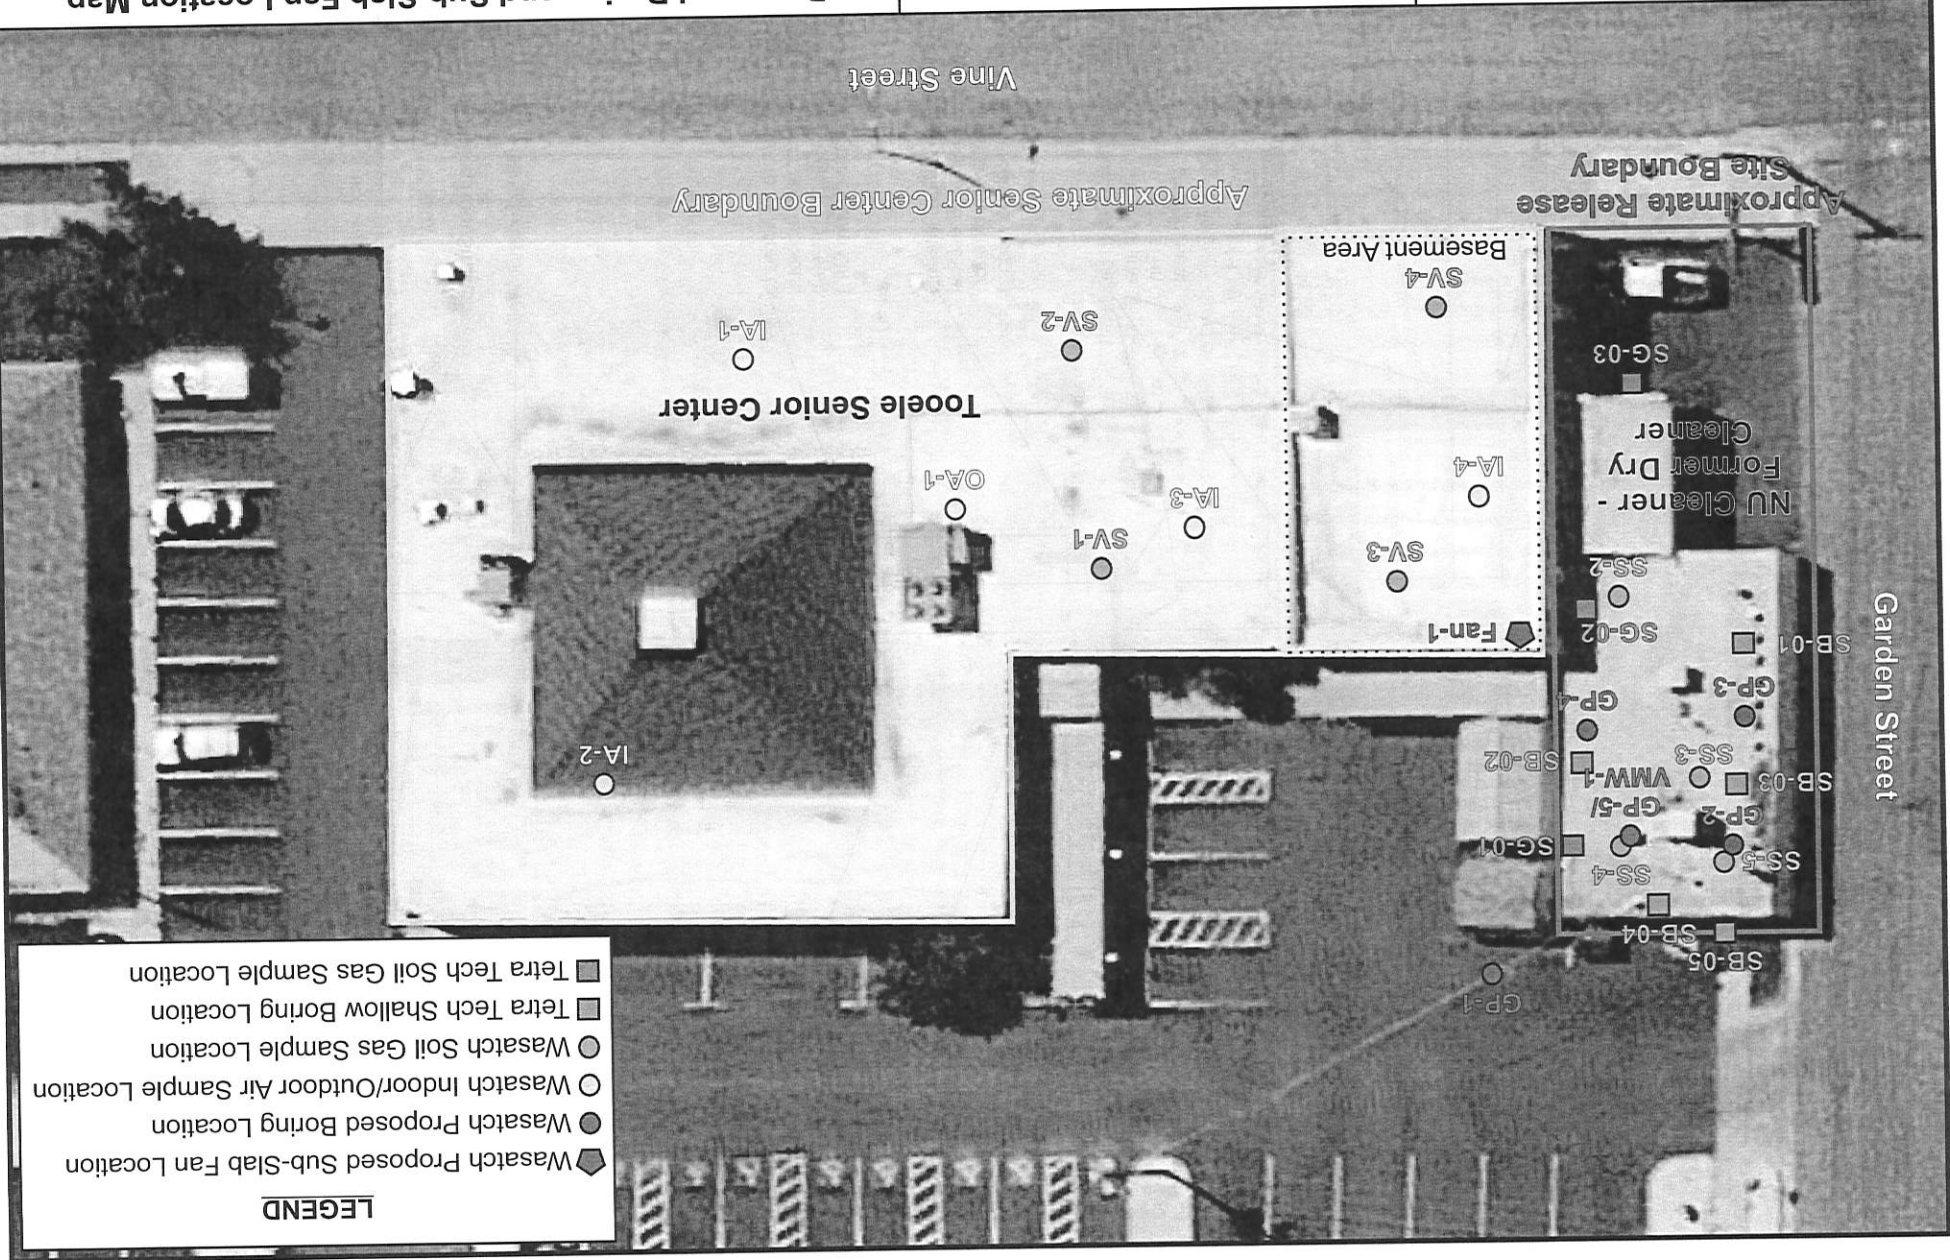 LEGEND
Wasatch Proposed Sub-Slab Fan Location
Wasatch Proposed Boring Location
Wasatch Indoor/Outdoor Air Sample Location
Wasatch Soil Gas Sample Location
Tetra Tech Shallow Boring Location
Tetra Tech Soil Gas Sample Location
GP-1
SB-05
SB-04
SS-4
SS-5
SG-01
GP-2
GP-5/
VMW-1
SB-03
SS-3
SB-02
IA-2
GP-3
GP-4
Garden Street
SB-01
SG-02
Fan-1
SS-2
SV-3
SV-1
NU Cleaner -
Former Dry
Cleaner
IA-4
IA-3
OA-1
Tooele Senior Center
SG-03
SV-2
IA-1
SV-4
Basement Area
Approximate Release
Site Boundary
Approximate Senior Center Boundary
Vine Street
and Sub-Slab Fan Location Map